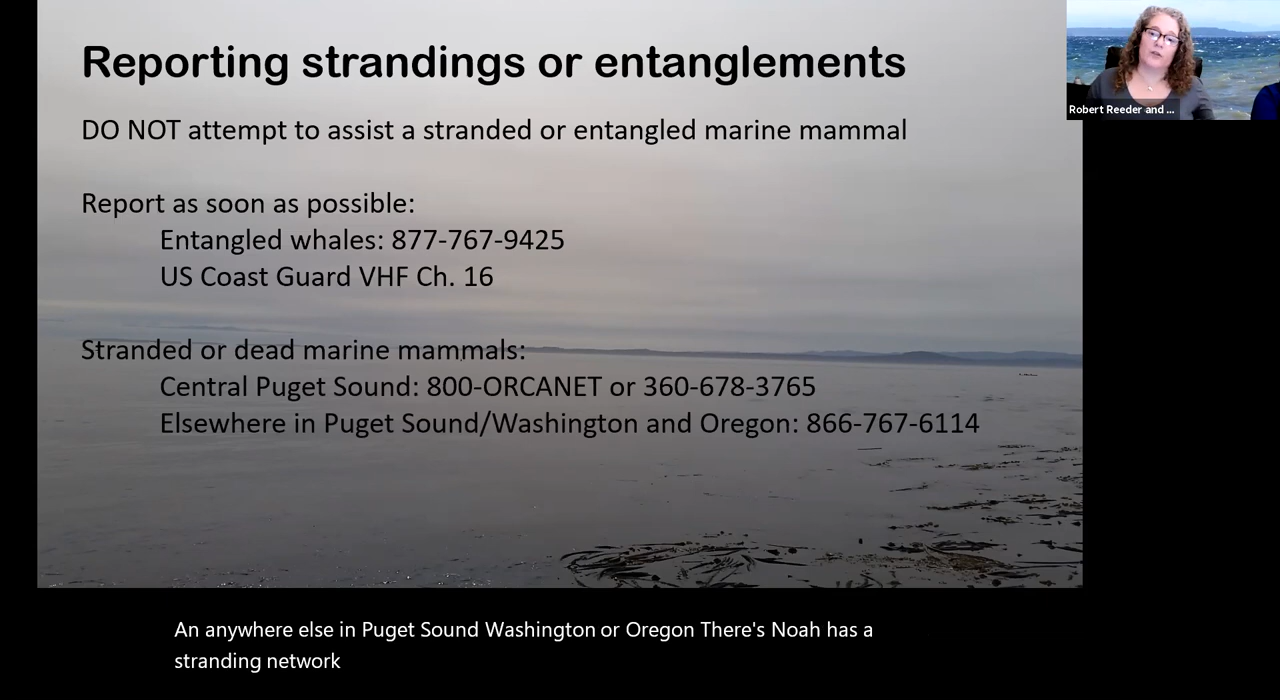 Reporting strandings or entanglements
DO NOT attempt to assist a stranded or entangled marine mammal
Report as soon as possible:
Entangled whales: 877-767-9425
US Coast Guard VHF Ch. 16
Stranded or dead marine mammals:
Central Puget Sound: 800-ORCANET or 360-678-3765
Elsewhere in Puget Sound/Washington and Oregon: 866-767-6114
Robert Reeder and ...
An anywhere else in Puget Sound Washington or Oregon There's Noah has a
stranding network